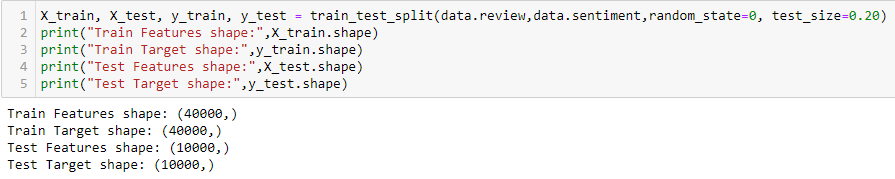 1 X_train, X_test, y_train, y_test = train_test_split(data.review,data.sentiment,random_state=0, test_size=0.20)
2 print("Train Features shape:",X_train.shape)
3 print("Train Target shape:",y_train.shape)
4 print("Test Features shape:",X_test.shape)
5 print("Test Target shape:",y_test.shape)
Train Features shape: (40000,)
Train Target shape: (40000,)
Test Features shape: (10000,)
Test Target shape: (10000,)